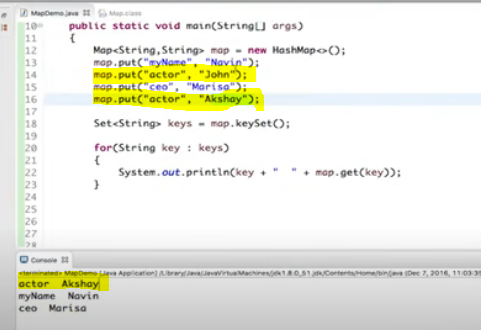 MapDemo.java Map.class
10 public static void main(String[] args)
11 {
12 Map<String,String> map = new HashMap<>();
13 map.put("myName", "Navin");
14 map.put("actor", "John");
15 map.put("ceo", "Marisa");
16 map.put("actor", "Akshay");
17
18 Set<String> keys = map.keySet();
19
20 for(String key : keys)
21 {
22 System.out.println(key + "  " + map.get(key));
23 }
24
25
26
27
28
Console
<terminated> MapDemo [Java Application] /Library/Java/JavaVirtualMachines/jdk1.8.0_51.jdk/Contents/Home/bin/java (Dec 7, 2016, 11:03:35
actor  Akshay
myName  Navin
ceo  Marisa